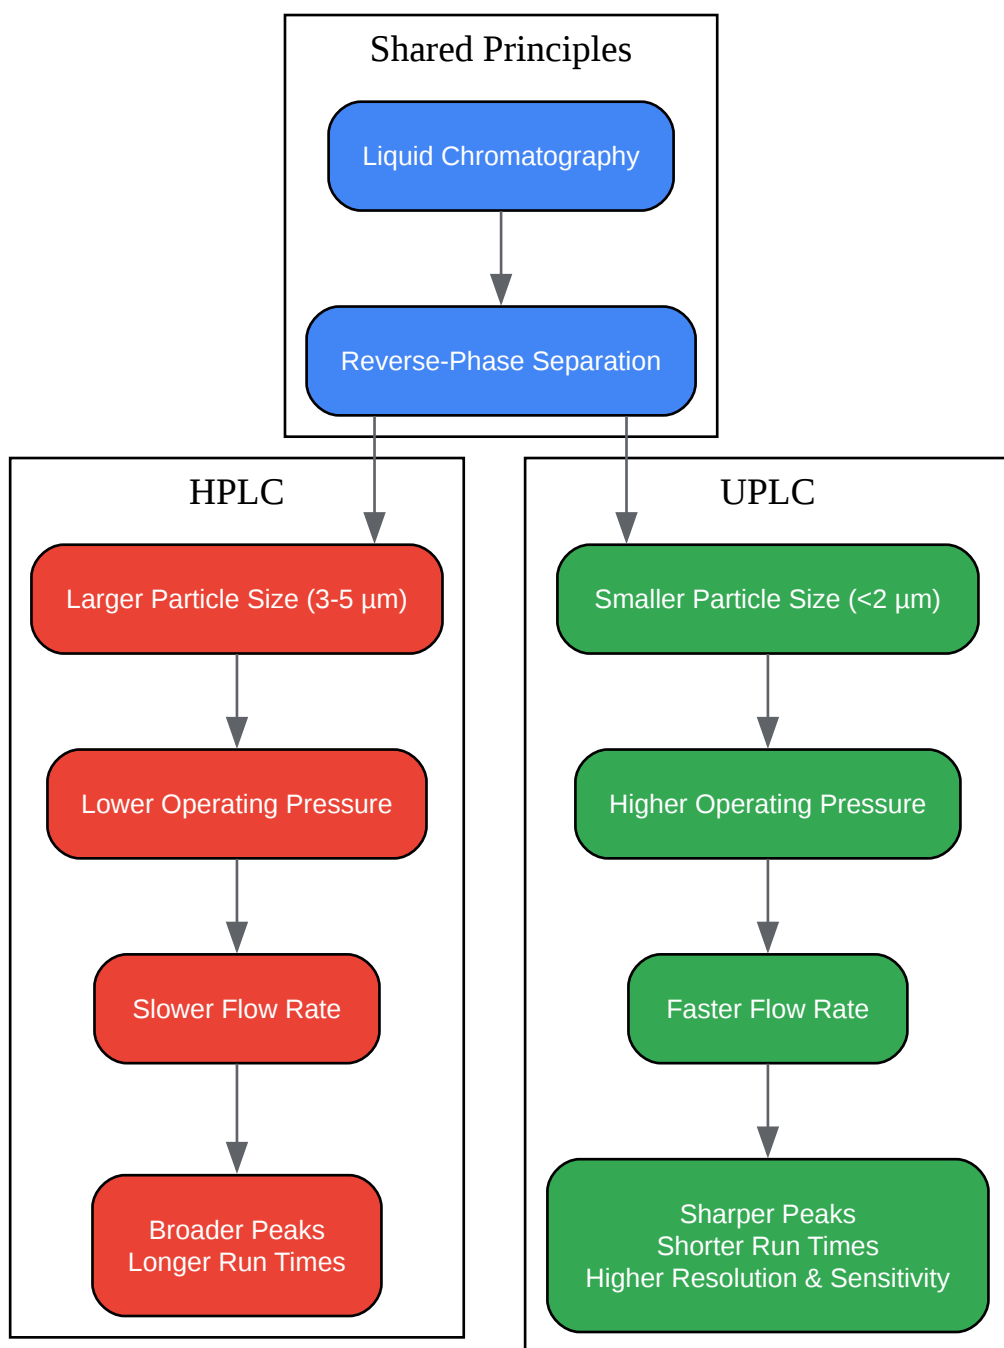 Shared Principles
Liquid Chromatography
Reverse-Phase Separation
HPLC
Larger Particle Size (3-5 µm)
Lower Operating Pressure
Slower Flow Rate
Broader Peaks
Longer Run Times
UPLC
Smaller Particle Size (<2 µm)
Higher Operating Pressure
Faster Flow Rate
Sharper Peaks
Shorter Run Times
Higher Resolution & Sensitivity